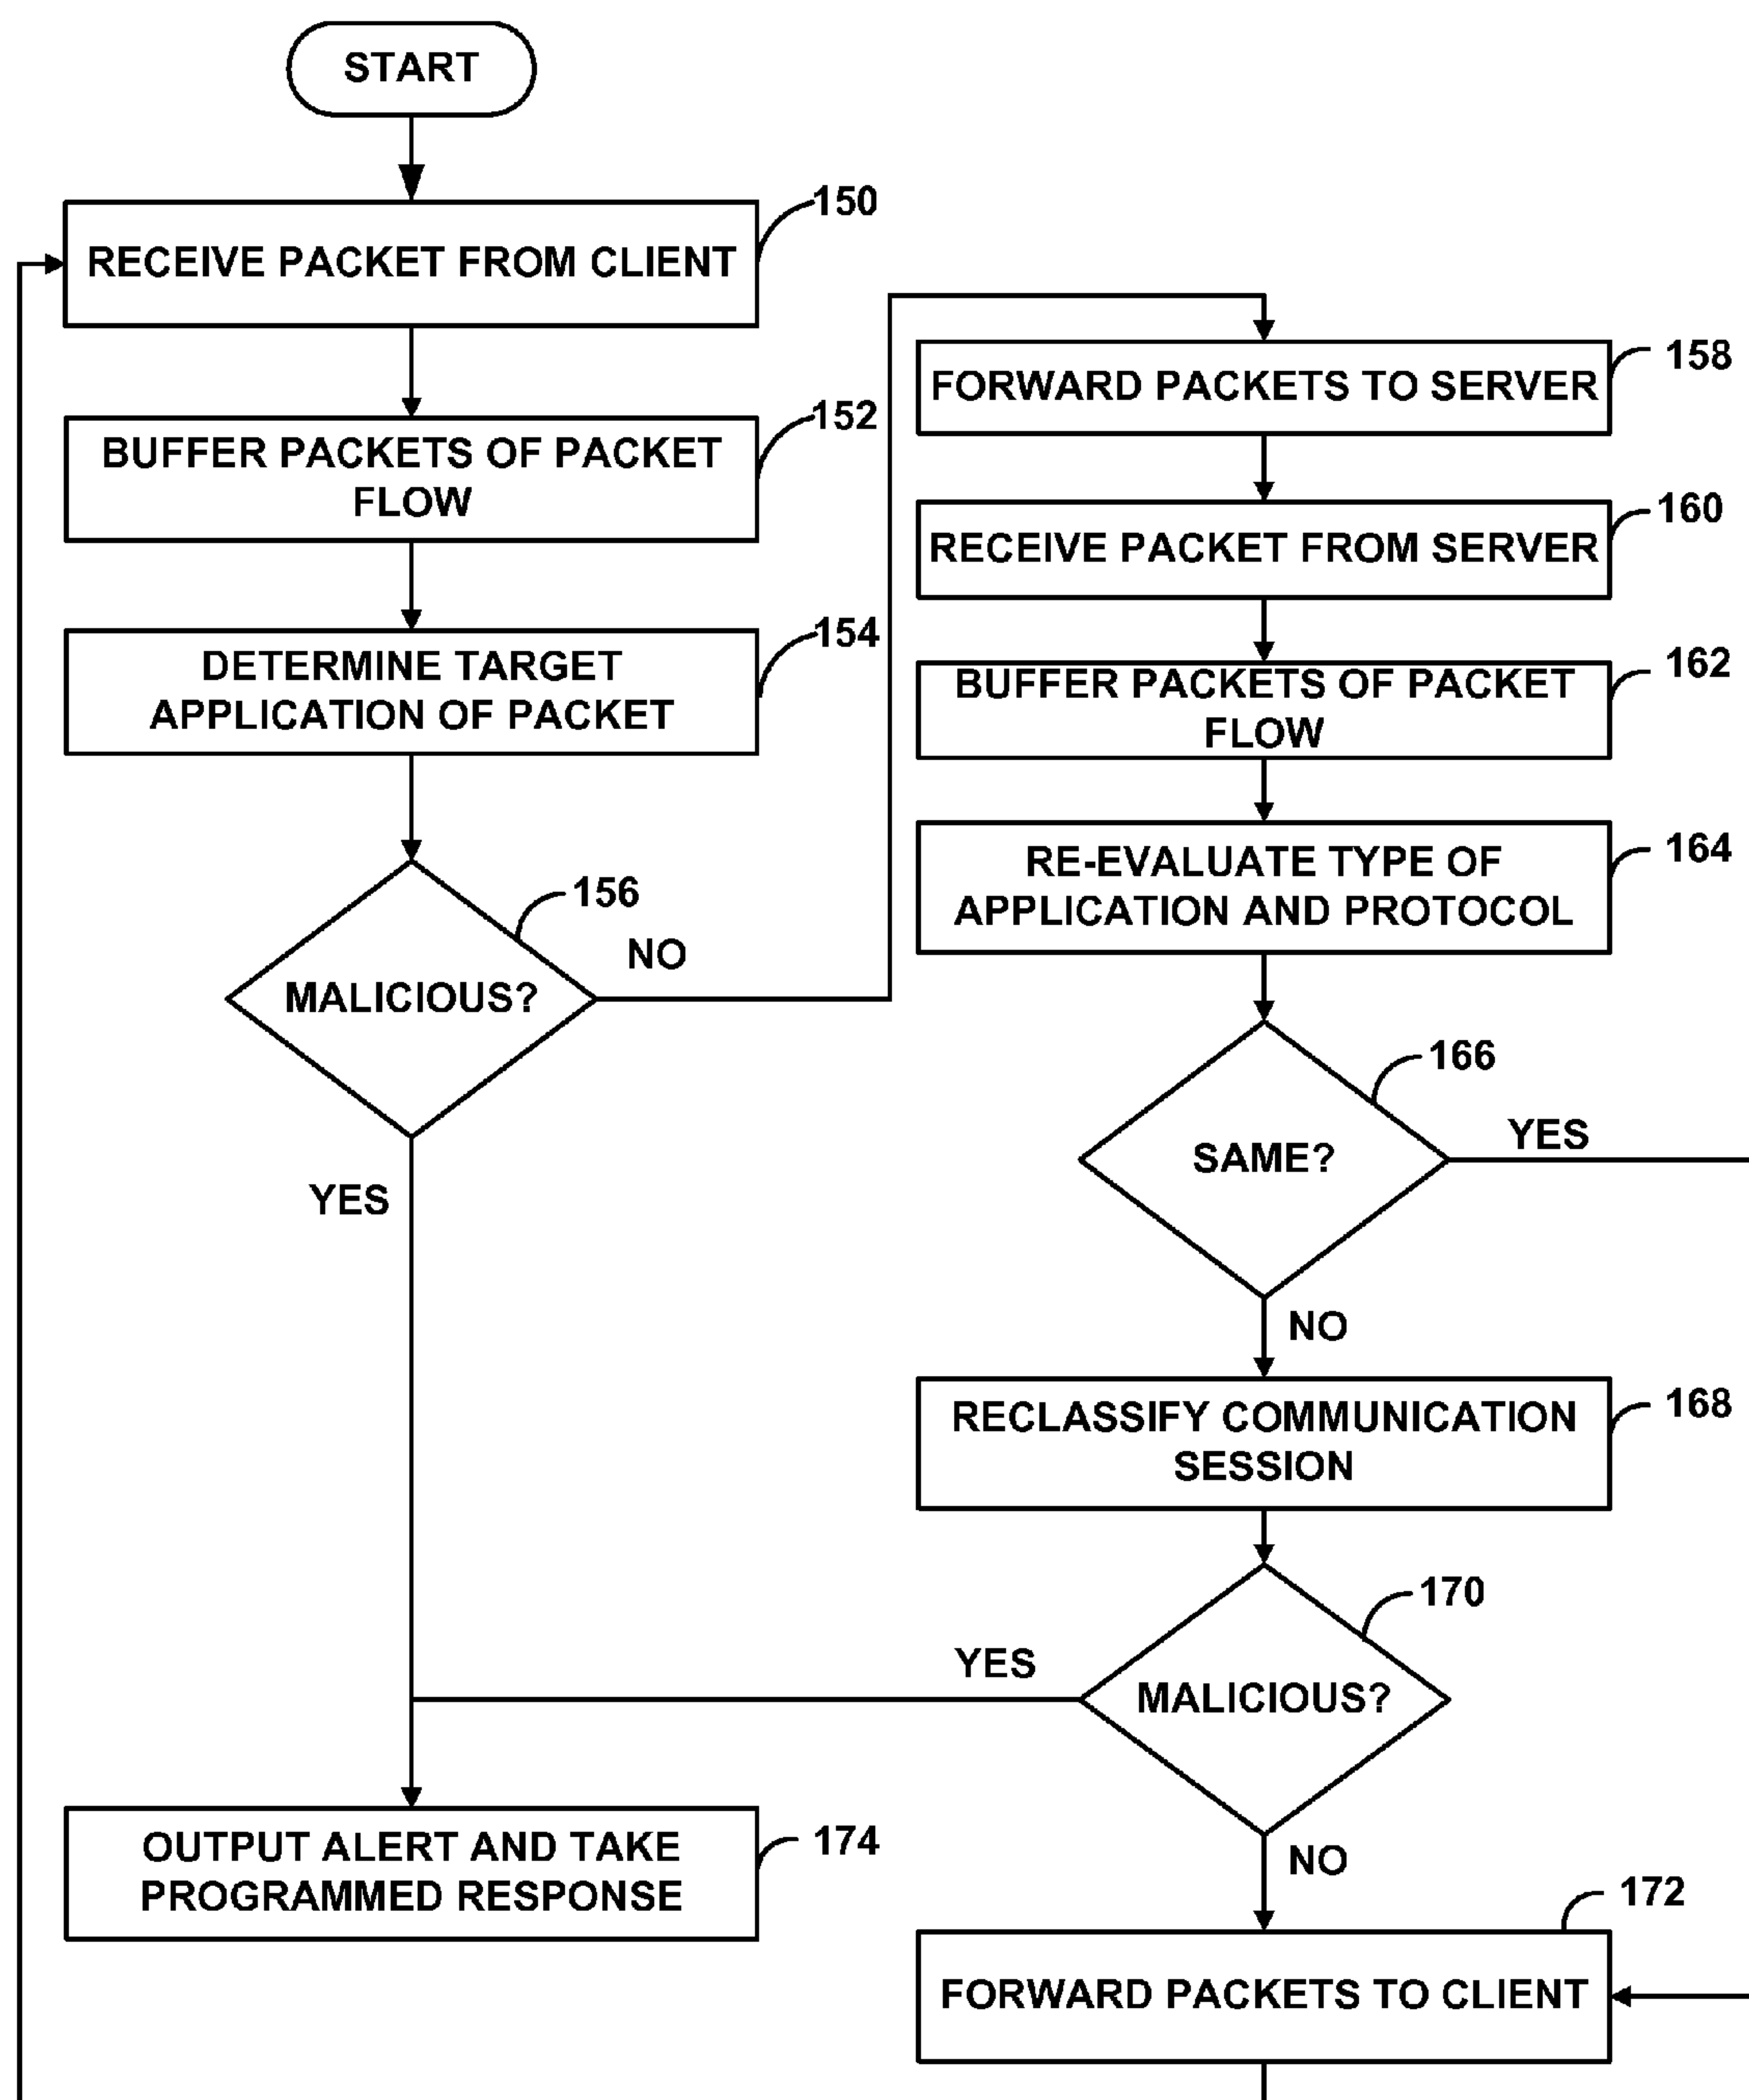 START
150
RECEIVE PACKET FROM CLIENT
152
BUFFER PACKETS OF PACKET
FLOW
154
DETERMINE TARGET
APPLICATION OF PACKET
156
MALICIOUS?
NO
YES
158
FORWARD PACKETS TO SERVER
160
RECEIVE PACKET FROM SERVER
162
BUFFER PACKETS OF PACKET
FLOW
164
RE-EVALUATE TYPE OF
APPLICATION AND PROTOCOL
166
SAME?
YES
NO
168
RECLASSIFY COMMUNICATION
SESSION
170
MALICIOUS?
YES
NO
174
OUTPUT ALERT AND TAKE
PROGRAMMED RESPONSE
172
FORWARD PACKETS TO CLIENT